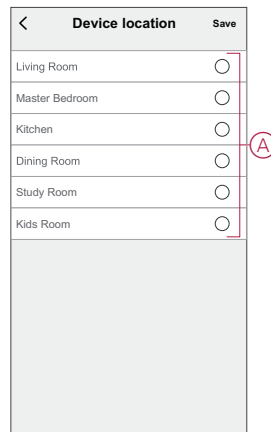 Device location
Save
Living Room
Master Bedroom
Kitchen
A
Dining Room
Study Room
Kids Room